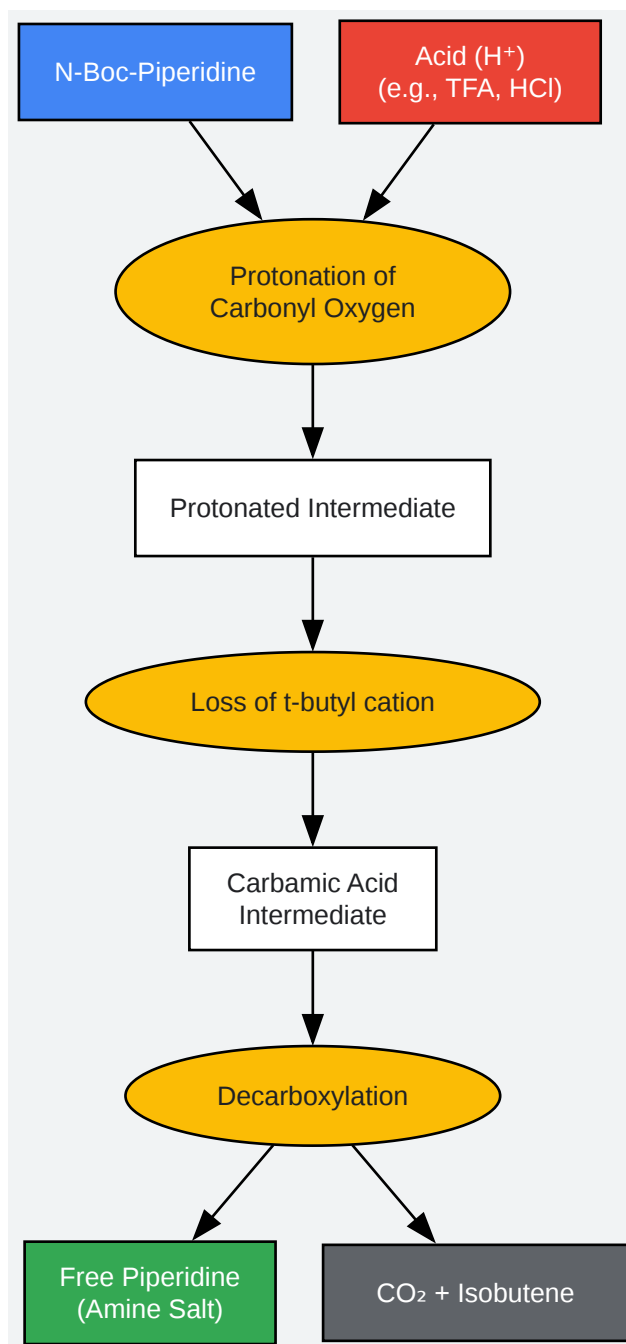 N-Boc-Piperidine
Acid (H⁺)
(e.g., TFA, HCl)
Protonation of
Carbonyl Oxygen
Protonated Intermediate
Loss of t-butyl cation
Carbamic Acid
Intermediate
Decarboxylation
Free Piperidine
(Amine Salt)
CO₂ + Isobutene